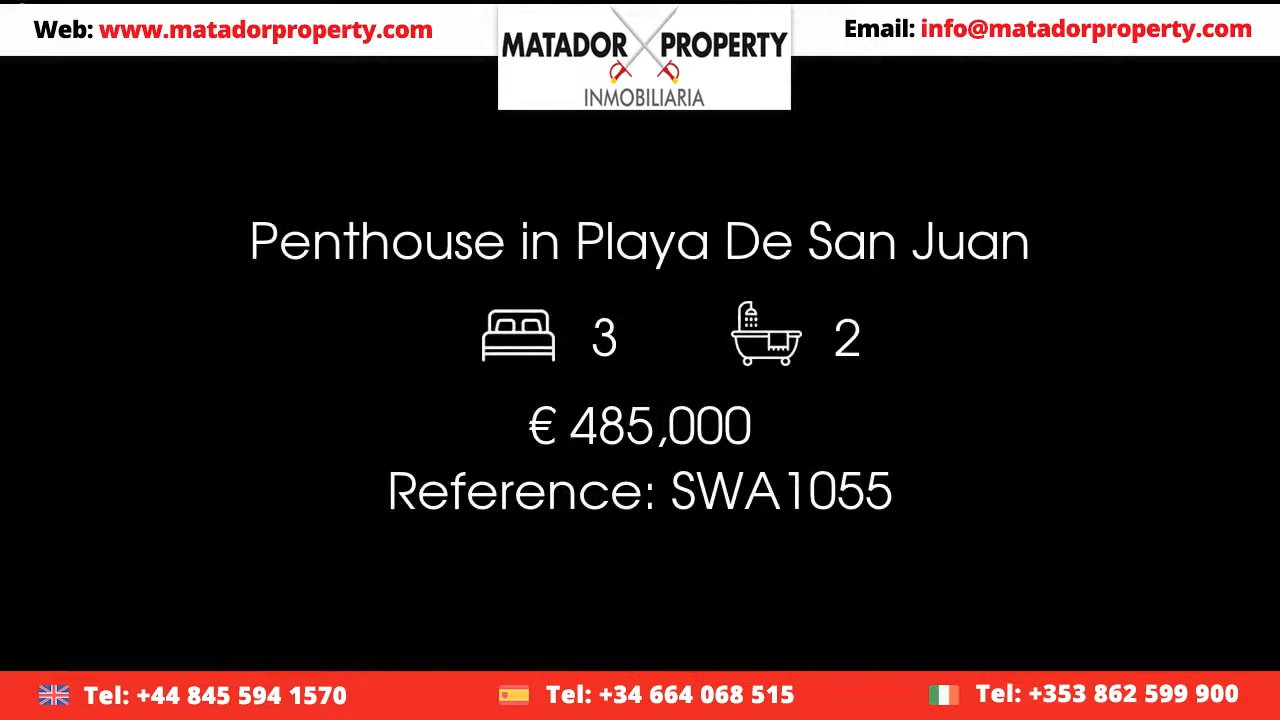 Web: www.matadorproperty.com
MATADOR PROPERTY
INMOBILIARIA
Email: info@matadorproperty.com
Penthouse in Playa De San Juan
3 2
€ 485,000
Reference: SWA1055
Tel: +44 845 594 1570
Tel: +34 664 068 515
Tel: +353 862 599 900